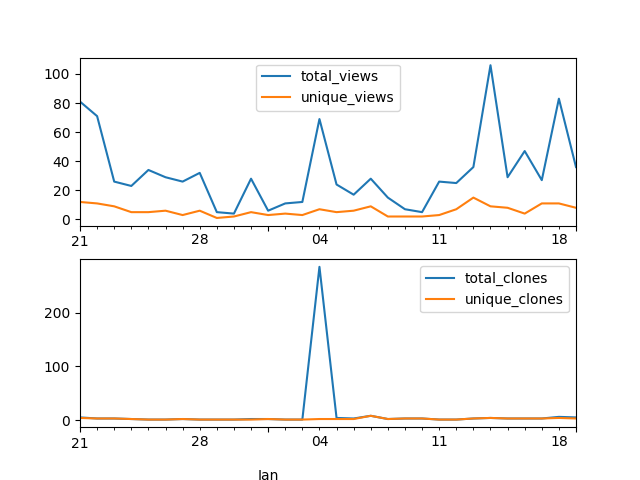 total_views
unique_views
100
80
60
40
20
0
21 28 04 11 18
total_clones
unique_clones
200
100
0
21 28 04 11 18
Jan